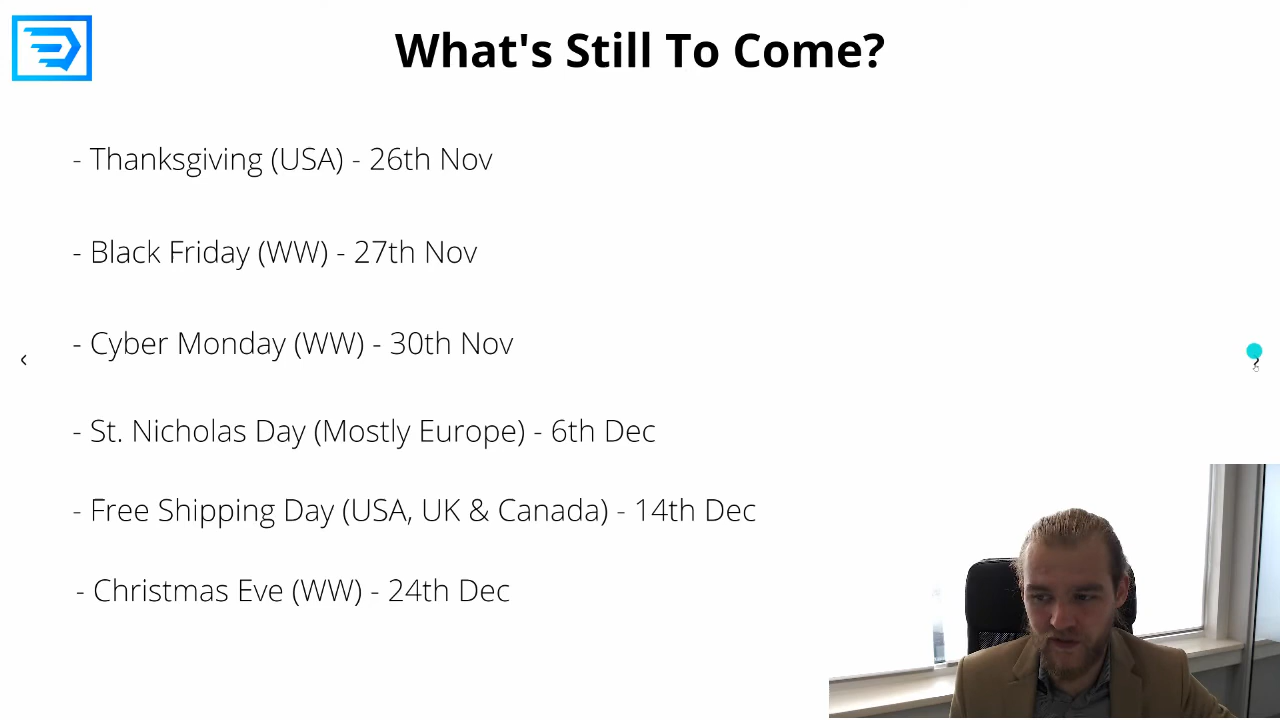 What's Still To Come?
- Thanksgiving (USA) - 26th Nov
- Black Friday (WW) - 27th Nov
- Cyber Monday (WW) - 30th Nov
- St. Nicholas Day (Mostly Europe) - 6th Dec
- Free Shipping Day (USA, UK & Canada) - 14th Dec
- Christmas Eve (WW) - 24th Dec